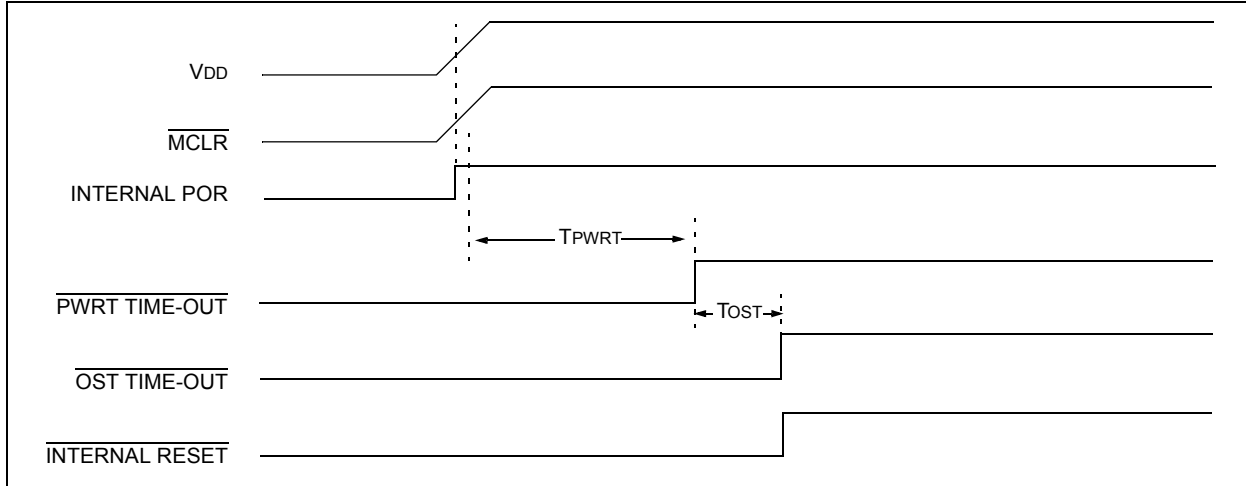 VDD
MCLR
INTERNAL POR
TPWRT
PWRT TIME-OUT
TOST
OST TIME-OUT
INTERNAL RESET